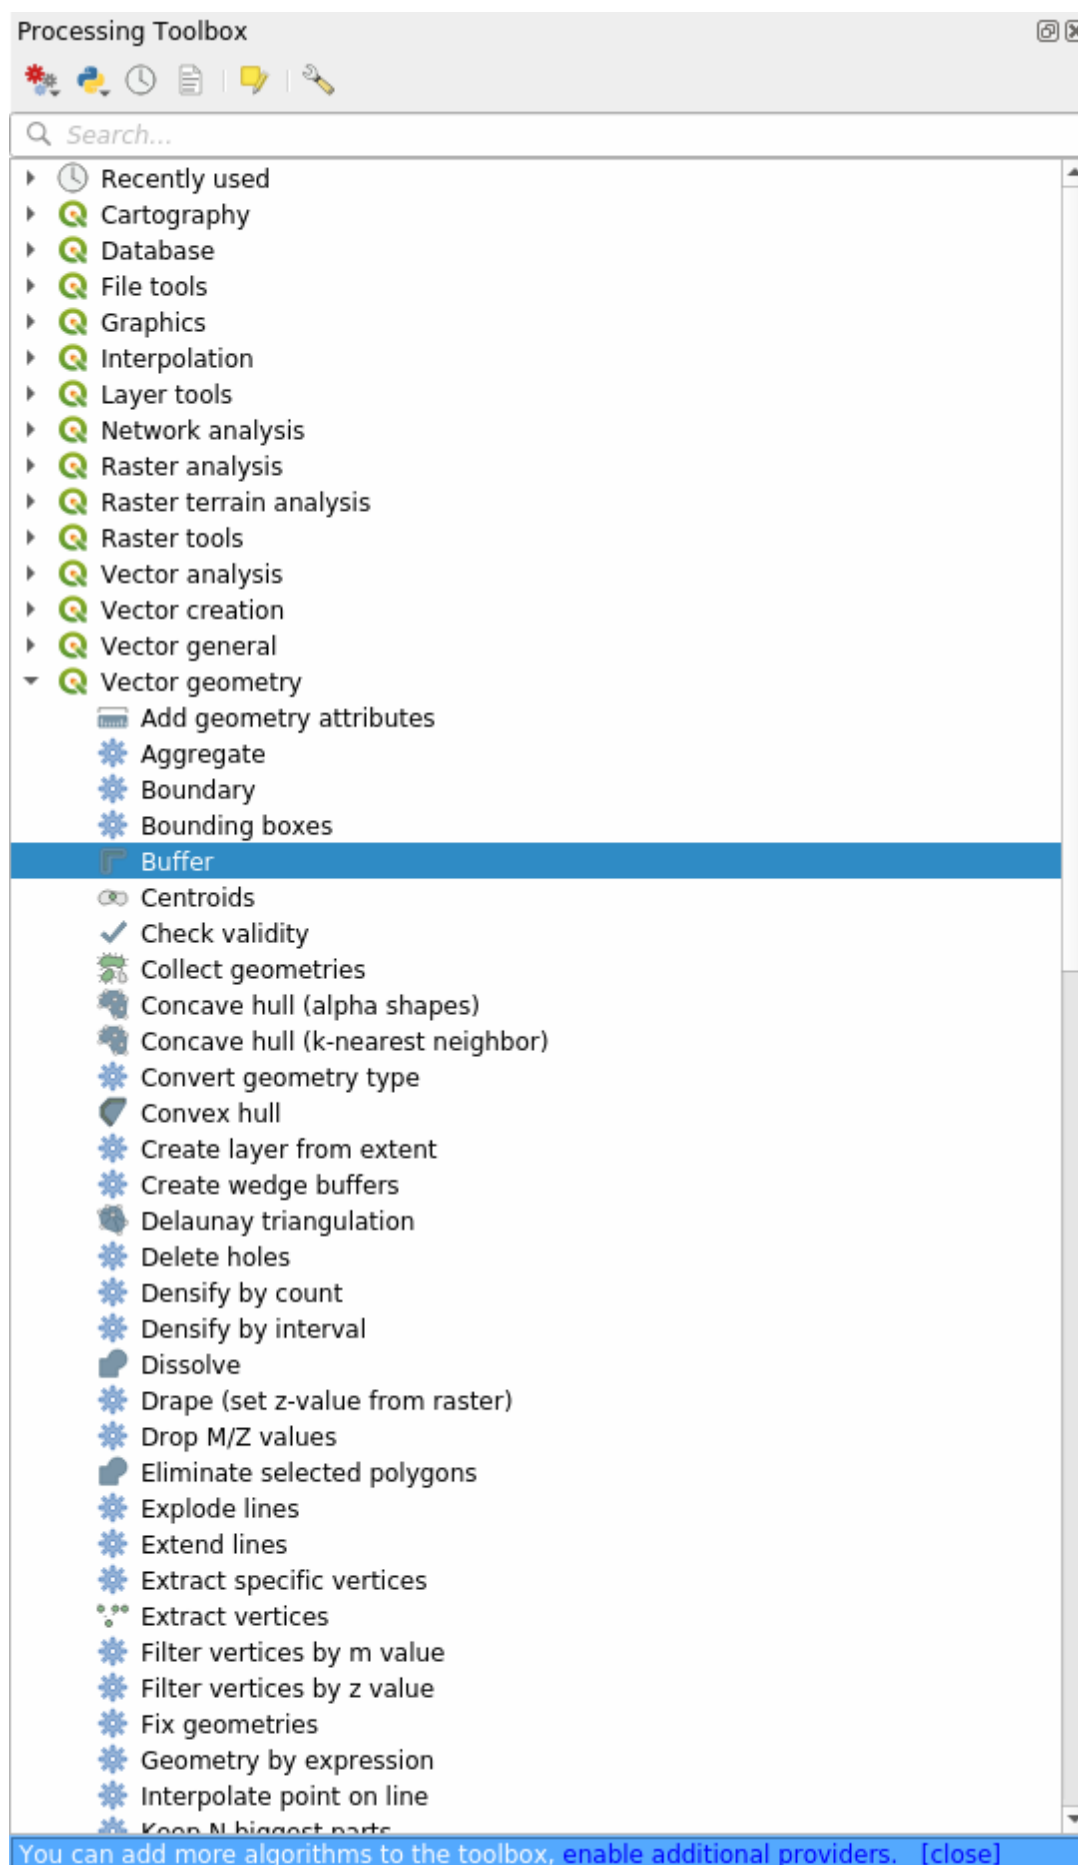 Processing Toolbox
Search...
Recently used
Cartography
Database
File tools
Graphics
Interpolation
Layer tools
Network analysis
Raster analysis
Raster terrain analysis
Raster tools
Vector analysis
Vector creation
Vector general
Vector geometry
Add geometry attributes
Aggregate
Boundary
Bounding boxes
Buffer
Centroids
Check validity
Collect geometries
Concave hull (alpha shapes)
Concave hull (k-nearest neighbor)
Convert geometry type
Convex hull
Create layer from extent
Create wedge buffers
Delaunay triangulation
Delete holes
Densify by count
Densify by interval
Dissolve
Drape (set z-value from raster)
Drop M/Z values
Eliminate selected polygons
Explode lines
Extend lines
Extract specific vertices
Extract vertices
Filter vertices by m value
Filter vertices by z value
Fix geometries
Geometry by expression
Interpolate point on line
Keep N biggest parts
You can add more algorithms to the toolbox, enable additional providers. [close]